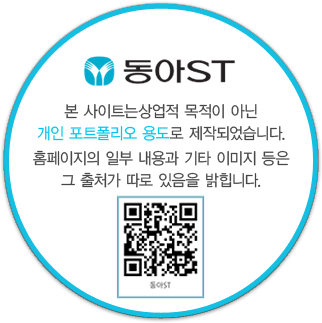 동아ST
본 사이트는상업적 목적이 아닌
개인 포트폴리오 용도로 제작되었습니다.
홈페이지의 일부 내용과 기타 이미지 등은
그 출처가 따로 있음을 밝힙니다.
동아ST